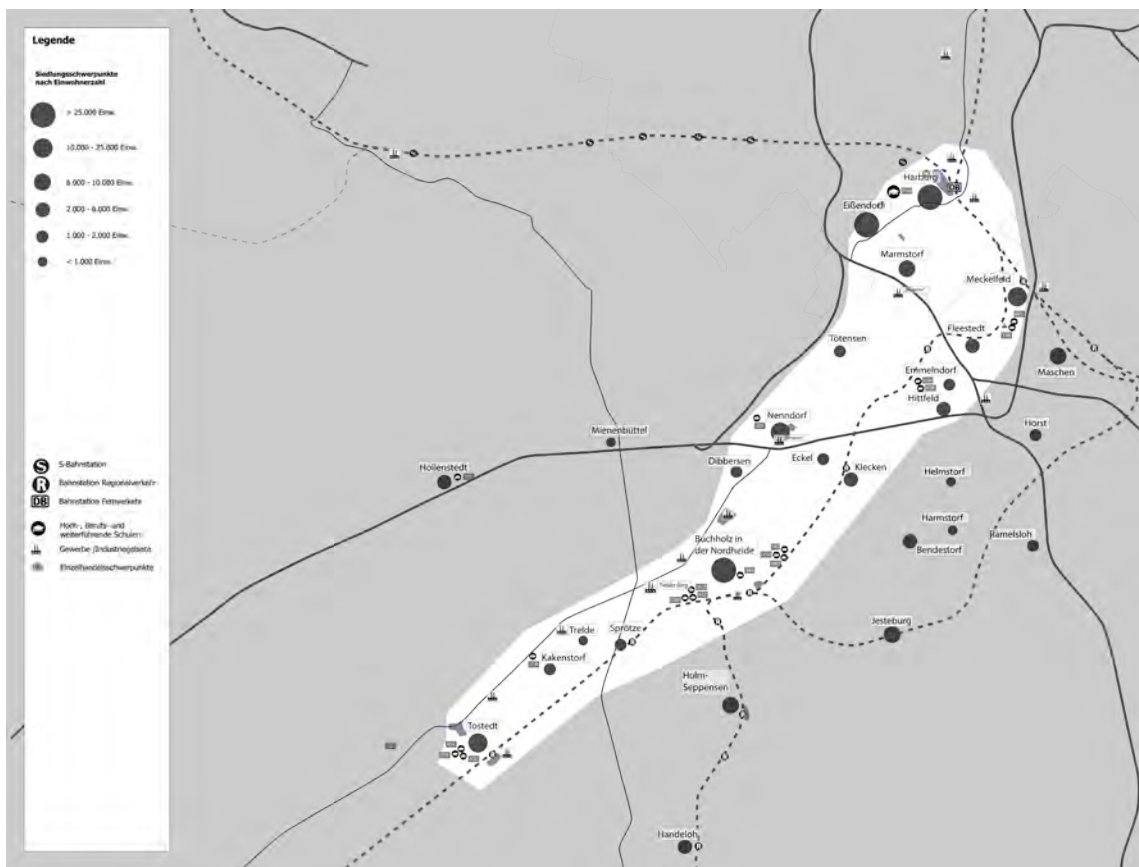 Legende
Siedlungsschwerpunkte
nach Einwohnerzahl
> 25.000 Einw.
10.000 - 25.000 Einw.
6 000 - 10.000 Einw.
2 000 - 6.000 Einw.
1 000 - 2.000 Einw.
< 1.000 Einw.
S S-Bahnstation
R Bahnstation Regionalverkehr
DB Bahnstation Fernverkehr
Hoch-, Berufs- und
weiterführende Schulen
Gewerbe-/Industriegebiete
Einzelhandelsschwerpunkte
Harburg
DB
Eißendorf
Marmstorf
Meckelfeld
Fleestedt
Tötensen
Maschen
Emmelndorf
Hittfeld
Nenndorf
Mienenbüttel
Horst
Dibbersen
Eckel
Klecken
Hollenstedt
Helmstorf
Harmstorf
Bendestorf
Ramelsloh
Buchholz in
der Nordheide
Jesteburg
Trelde
Sprötze
Kakenstorf
Holm-
Seppensen
Tostedt
Handeloh